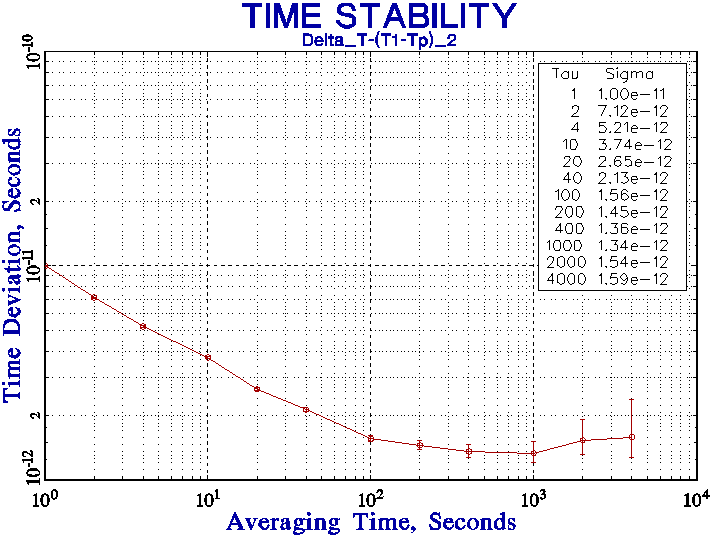 TIME STABILITY
Delta_T-(T1-Tp)_2
Time Deviation, Seconds
10^-10
2
10^-11
2
10^-12
Tau Sigma
1 1.00e-11
2 7.12e-12
4 5.21e-12
10 3.74e-12
20 2.65e-12
40 2.13e-12
100 1.56e-12
200 1.45e-12
400 1.36e-12
1000 1.34e-12
2000 1.54e-12
4000 1.59e-12
10^0 10^1 10^2 10^3 10^4
Averaging Time, Seconds